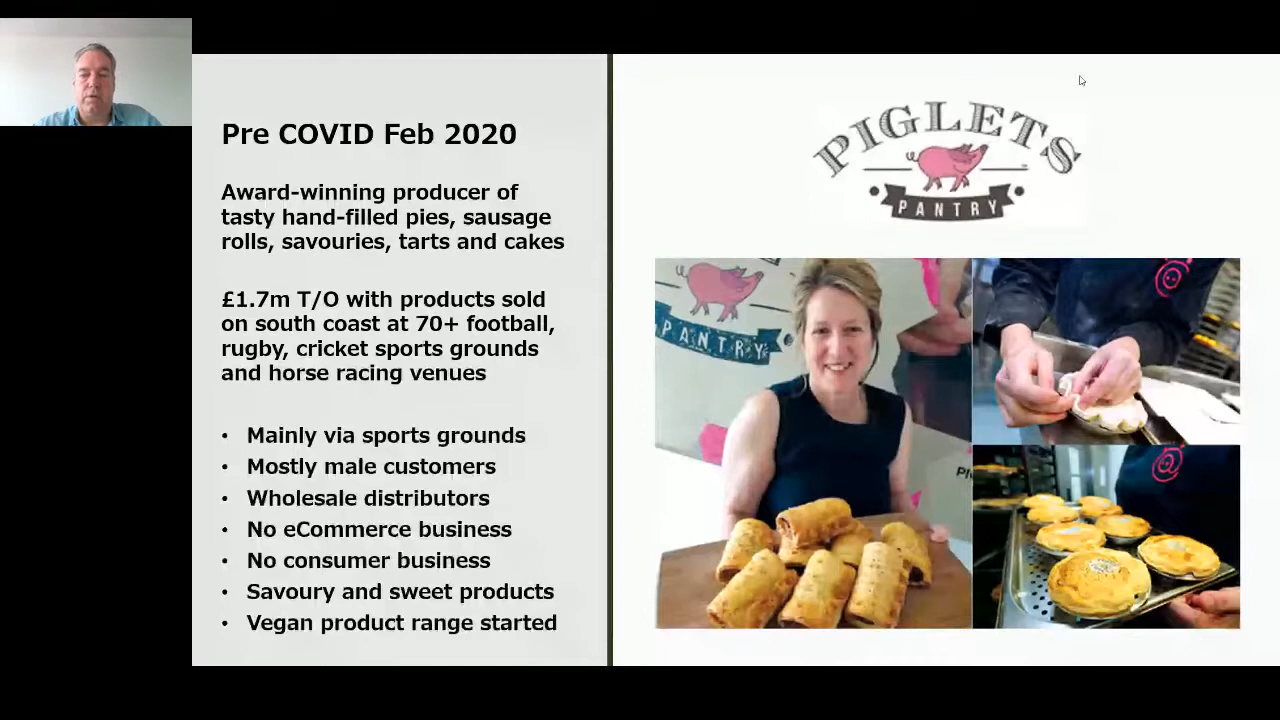 Pre COVID Feb 2020
Award-winning producer of
tasty hand-filled pies, sausage
rolls, savouries, tarts and cakes
£1.7m T/O with products sold
on south coast at 70+ football,
rugby, cricket sports grounds
and horse racing venues
• Mainly via sports grounds
• Mostly male customers
• Wholesale distributors
• No eCommerce business
• No consumer business
• Savoury and sweet products
• Vegan product range started
PIGLETS
PANTRY
PANTRY